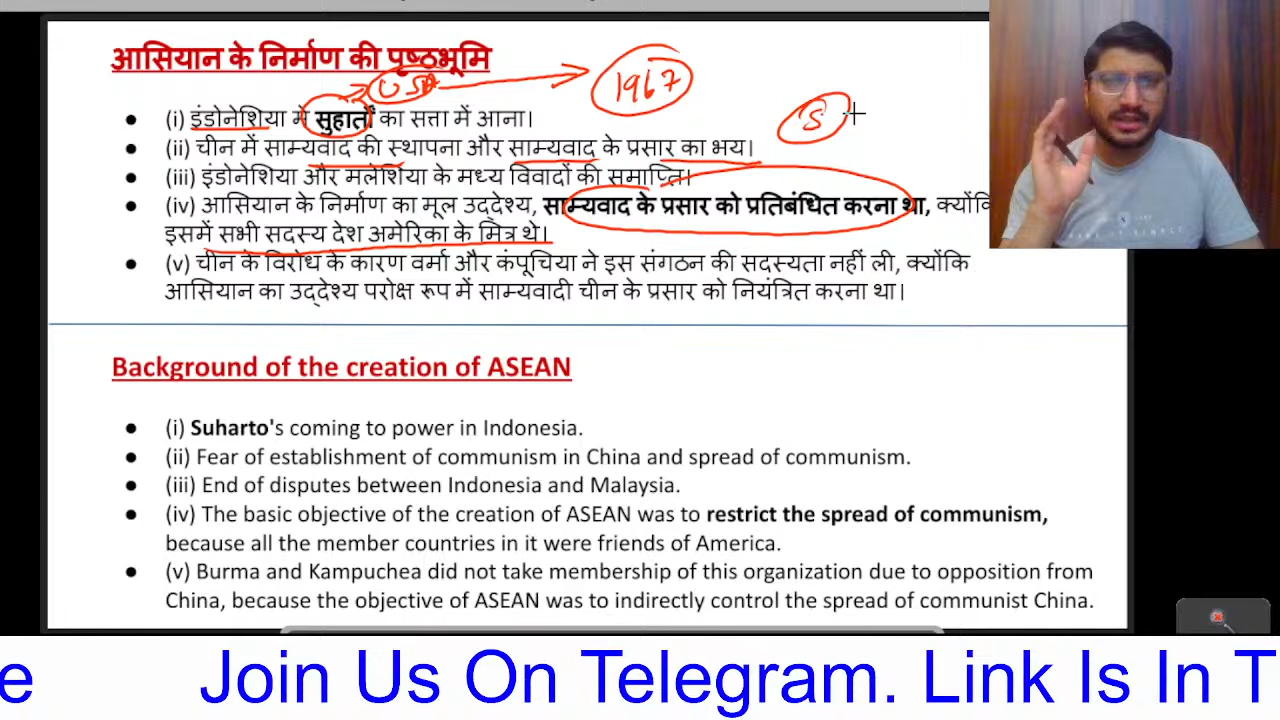 आसियान के निर्माण की पृष्ठभूमि
USA
1967
S
● (i) इंडोनेशिया में सुहार्तो का सत्ता में आना।
● (ii) चीन में साम्यवाद की स्थापना और साम्यवाद के प्रसार का भय।
● (iii) इंडोनेशिया और मलेशिया के मध्य विवादों की समाप्ति।
● (iv) आसियान के निर्माण का मूल उद्देश्य, साम्यवाद के प्रसार को प्रतिबंधित करना था, क्योंकि
इसमें सभी सदस्य देश अमेरिका के मित्र थे।
● (v) चीन के विरोध के कारण वर्मा और कंपूचिया ने इस संगठन की सदस्यता नहीं ली, क्योंकि
आसियान का उद्देश्य परोक्ष रूप में साम्यवादी चीन के प्रसार को नियंत्रित करना था।
Background of the creation of ASEAN
● (i) Suharto's coming to power in Indonesia.
● (ii) Fear of establishment of communism in China and spread of communism.
● (iii) End of disputes between Indonesia and Malaysia.
● (iv) The basic objective of the creation of ASEAN was to restrict the spread of communism,
because all the member countries in it were friends of America.
● (v) Burma and Kampuchea did not take membership of this organization due to opposition from
China, because the objective of ASEAN was to indirectly control the spread of communist China.
e Join Us On Telegram. Link Is In T